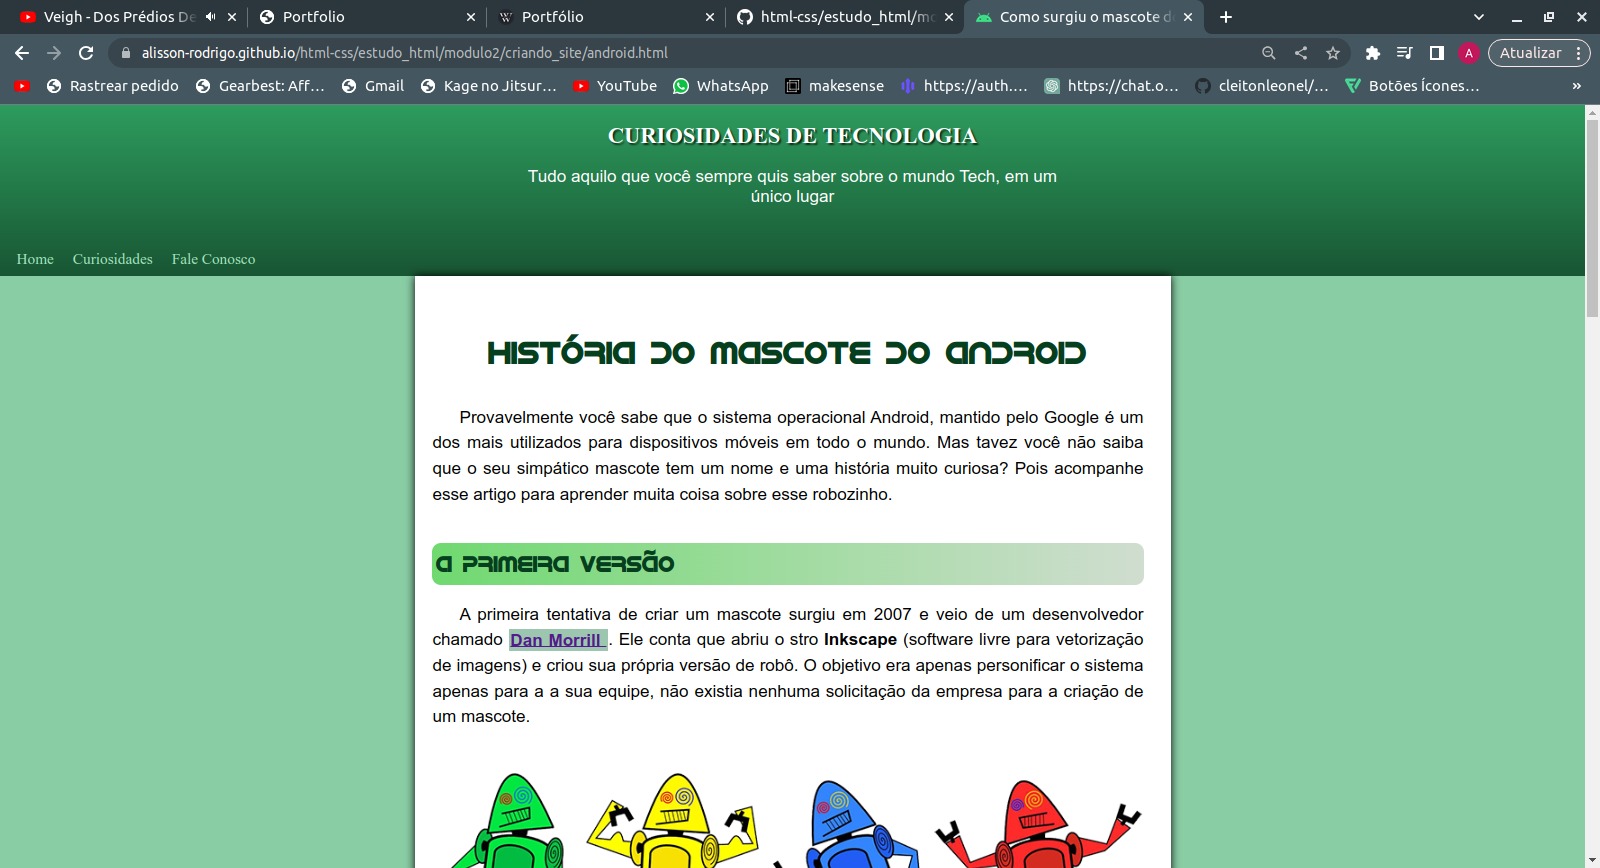 Veigh - Dos Prédios De
Portfolio
Portfólio
html-css/estudo_html/mo
Como surgiu o mascote d
alisson-rodrigo.github.io/html-css/estudo_html/modulo2/criando_site/android.html
A
Atualizar
Rastrear pedido
Gearbest: Aff...
Gmail
Kage no Jitsur...
YouTube
WhatsApp
makesense
https://auth....
https://chat.o...
cleitonleonel/...
Botões Ícones...
»
CURIOSIDADES DE TECNOLOGIA
Tudo aquilo que você sempre quis saber sobre o mundo Tech, em um
único lugar
Home Curiosidades Fale Conosco
HISTÓRIA DO MASCOTE DO ANDROID
Provavelmente você sabe que o sistema operacional Android, mantido pelo Google é um
dos mais utilizados para dispositivos móveis em todo o mundo. Mas tavez você não saiba
que o seu simpático mascote tem um nome e uma história muito curiosa? Pois acompanhe
esse artigo para aprender muita coisa sobre esse robozinho.
A PRIMEIRA VERSÃO
A primeira tentativa de criar um mascote surgiu em 2007 e veio de um desenvolvedor
chamado Dan Morrill . Ele conta que abriu o stro Inkscape (software livre para vetorização
de imagens) e criou sua própria versão de robô. O objetivo era apenas personificar o sistema
apenas para a a sua equipe, não existia nenhuma solicitação da empresa para a criação de
um mascote.